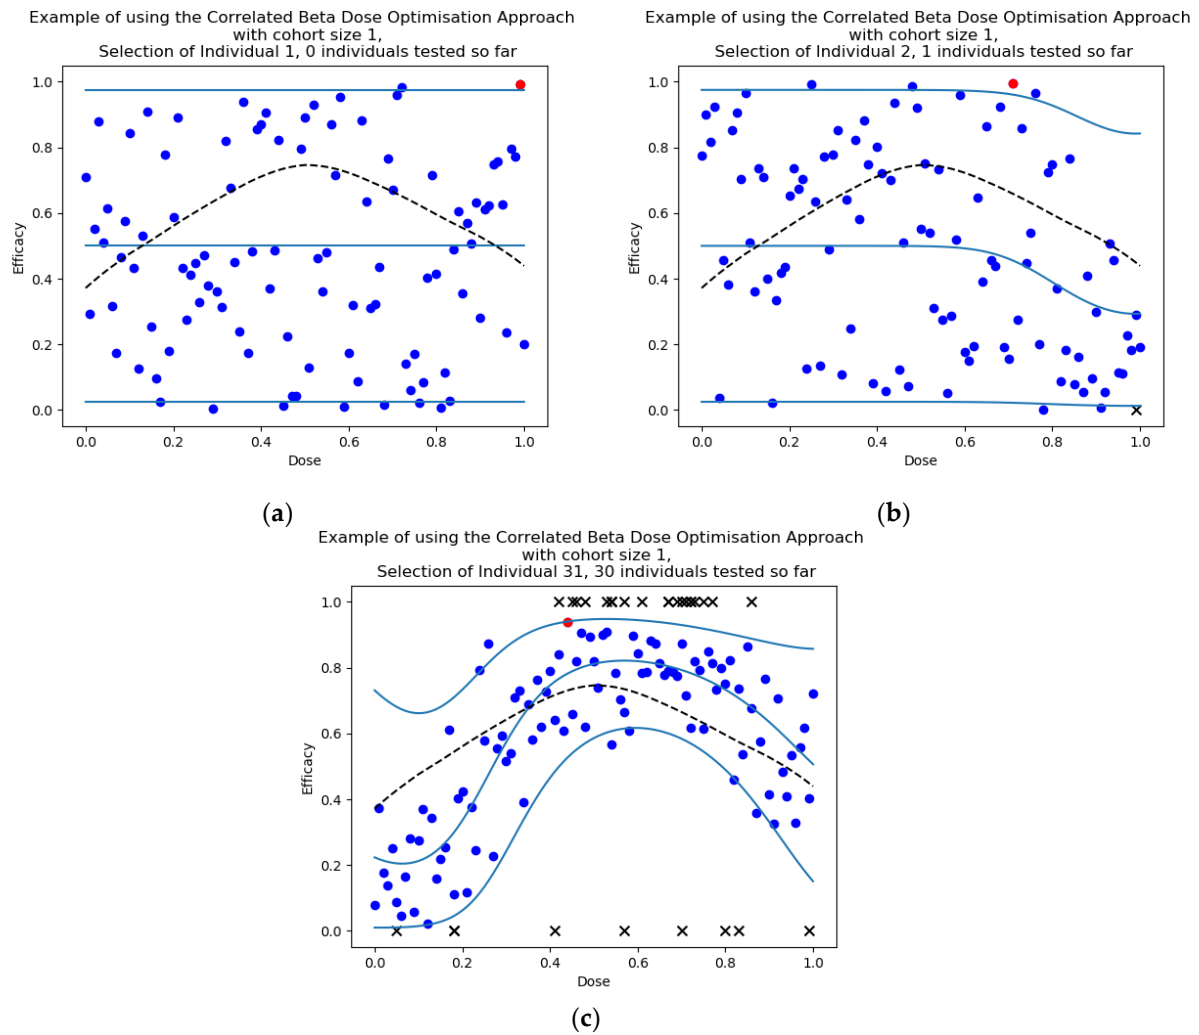 Example of using the Correlated Beta Dose Optimisation Approach
with cohort size 1,
Selection of Individual 1, 0 individuals tested so far
1.0
0.8
0.6
0.4
0.2
0.0
Efficacy
0.0 0.2 0.4 0.6 0.8 1.0
Dose
(a)
Example of using the Correlated Beta Dose Optimisation Approach
with cohort size 1,
Selection of Individual 2, 1 individuals tested so far
1.0
0.8
0.6
0.4
0.2
0.0
Efficacy
0.0 0.2 0.4 0.6 0.8 1.0
Dose
(b)
Example of using the Correlated Beta Dose Optimisation Approach
with cohort size 1,
Selection of Individual 31, 30 individuals tested so far
1.0
0.8
0.6
0.4
0.2
0.0
Efficacy
0.0 0.2 0.4 0.6 0.8 1.0
Dose
(c)